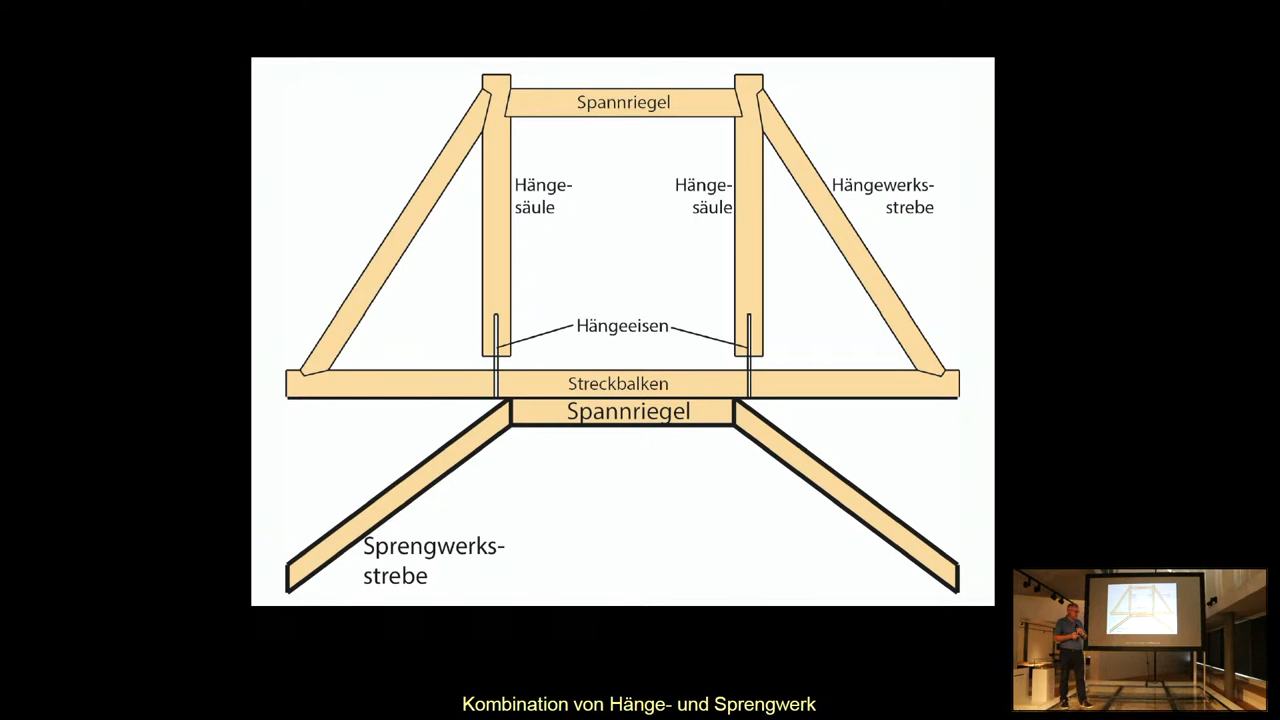 Spannriegel
Hänge-
säule
Hänge-
säule
Hängewerks-
strebe
Hängeeisen
Streckbalken
Spannriegel
Sprengwerks-
strebe
Kombination von Hänge- und Sprengwerk